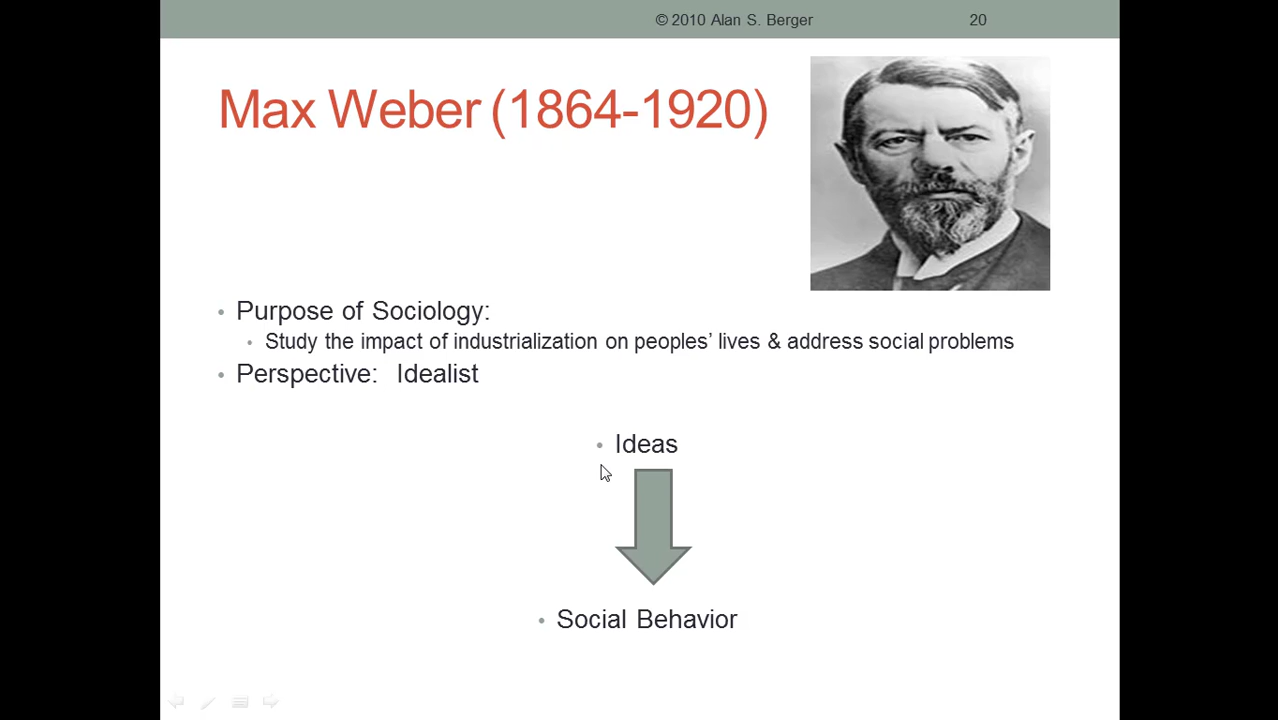 © 2010 Alan S. Berger 20
Max Weber (1864-1920)
• Purpose of Sociology:
• Study the impact of industrialization on peoples’ lives & address social problems
• Perspective: Idealist
• Ideas
• Social Behavior